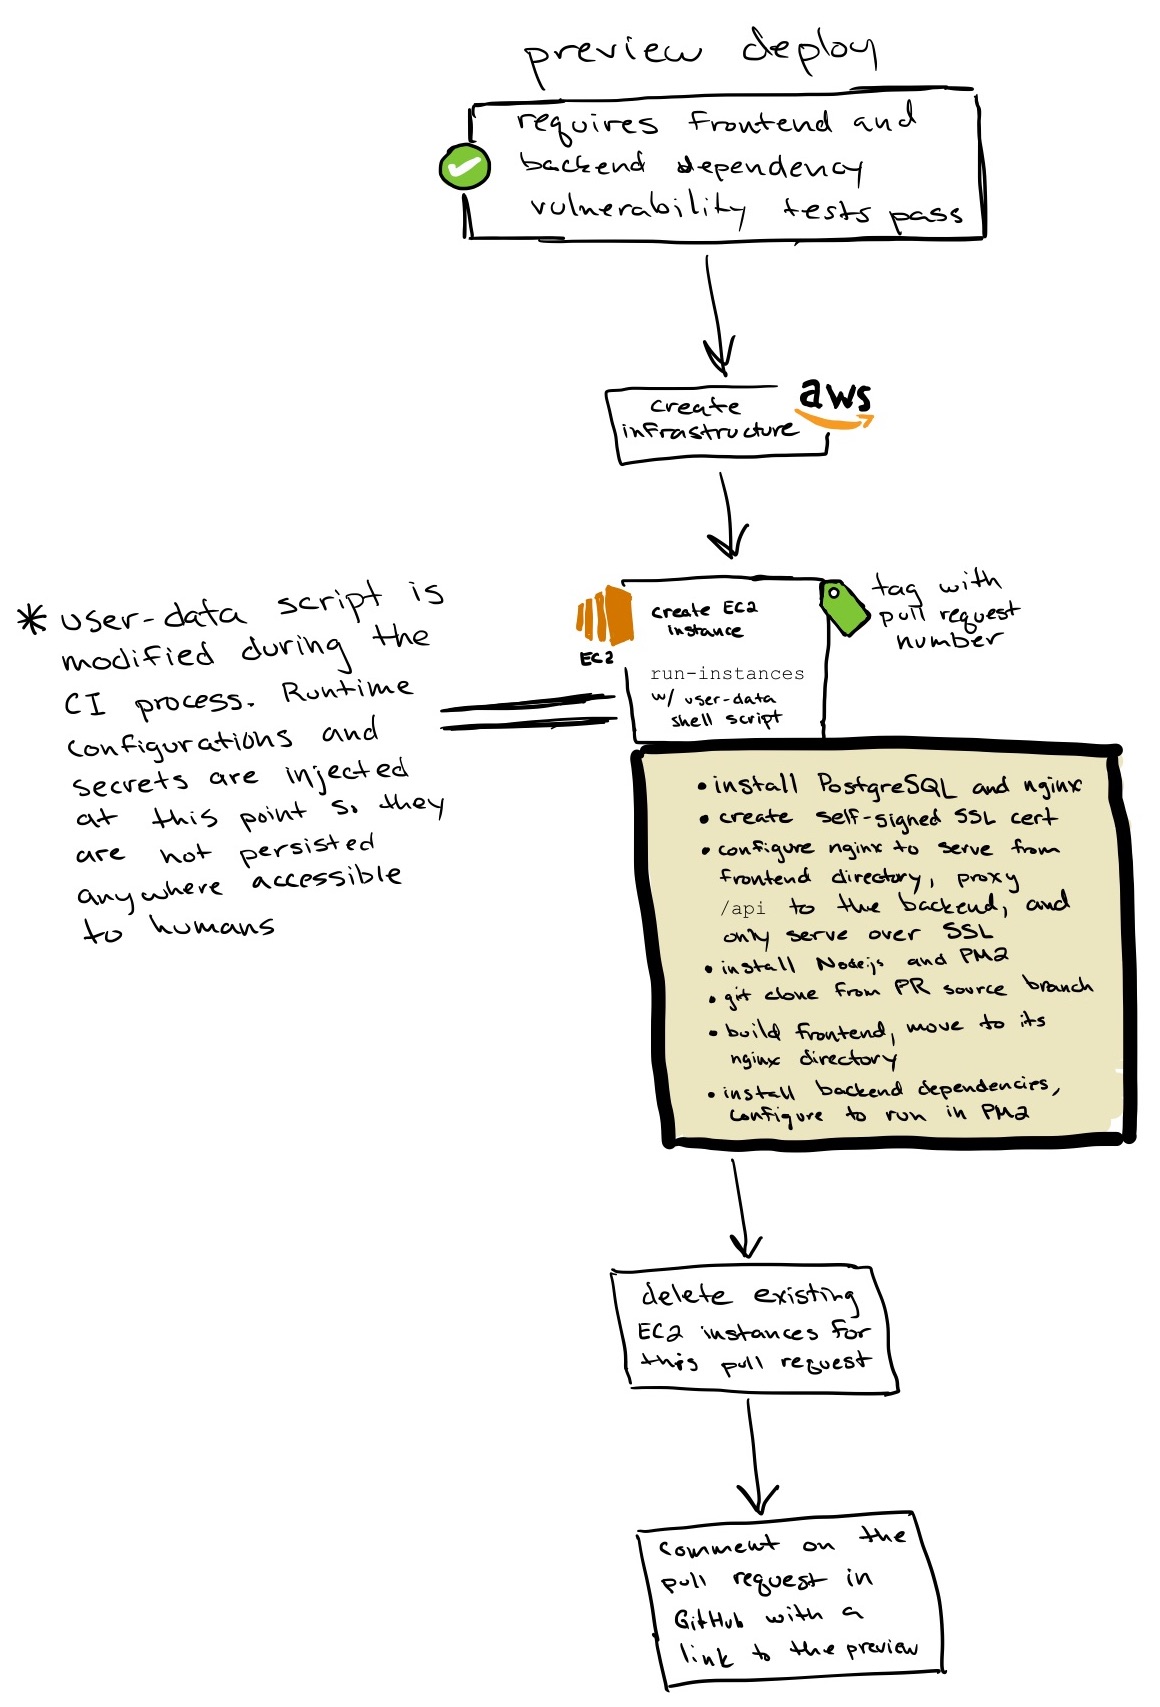 preview deploy
requires frontend and
backend dependency
vulnerability tests pass
create
infrastructure
aws
create EC2
instance
EC2
run-instances
w/ user-data
shell script
tag with
pull request
number
* user-data script is
modified during the
CI process. Runtime
configurations and
secrets are injected
at this point so they
are not persisted
anywhere accessible
to humans
• install PostgreSQL and nginx
• create self-signed SSL cert
• configure nginx to serve from
frontend directory, proxy
/api to the backend, and
only serve over SSL
• install Nodejs and PM2
• git clone from PR source branch
• build frontend, move to its
nginx directory
• install backend dependencies,
configure to run in PM2
delete existing
EC2 instances for
this pull request
comment on the
pull request in
GitHub with a
link to the preview